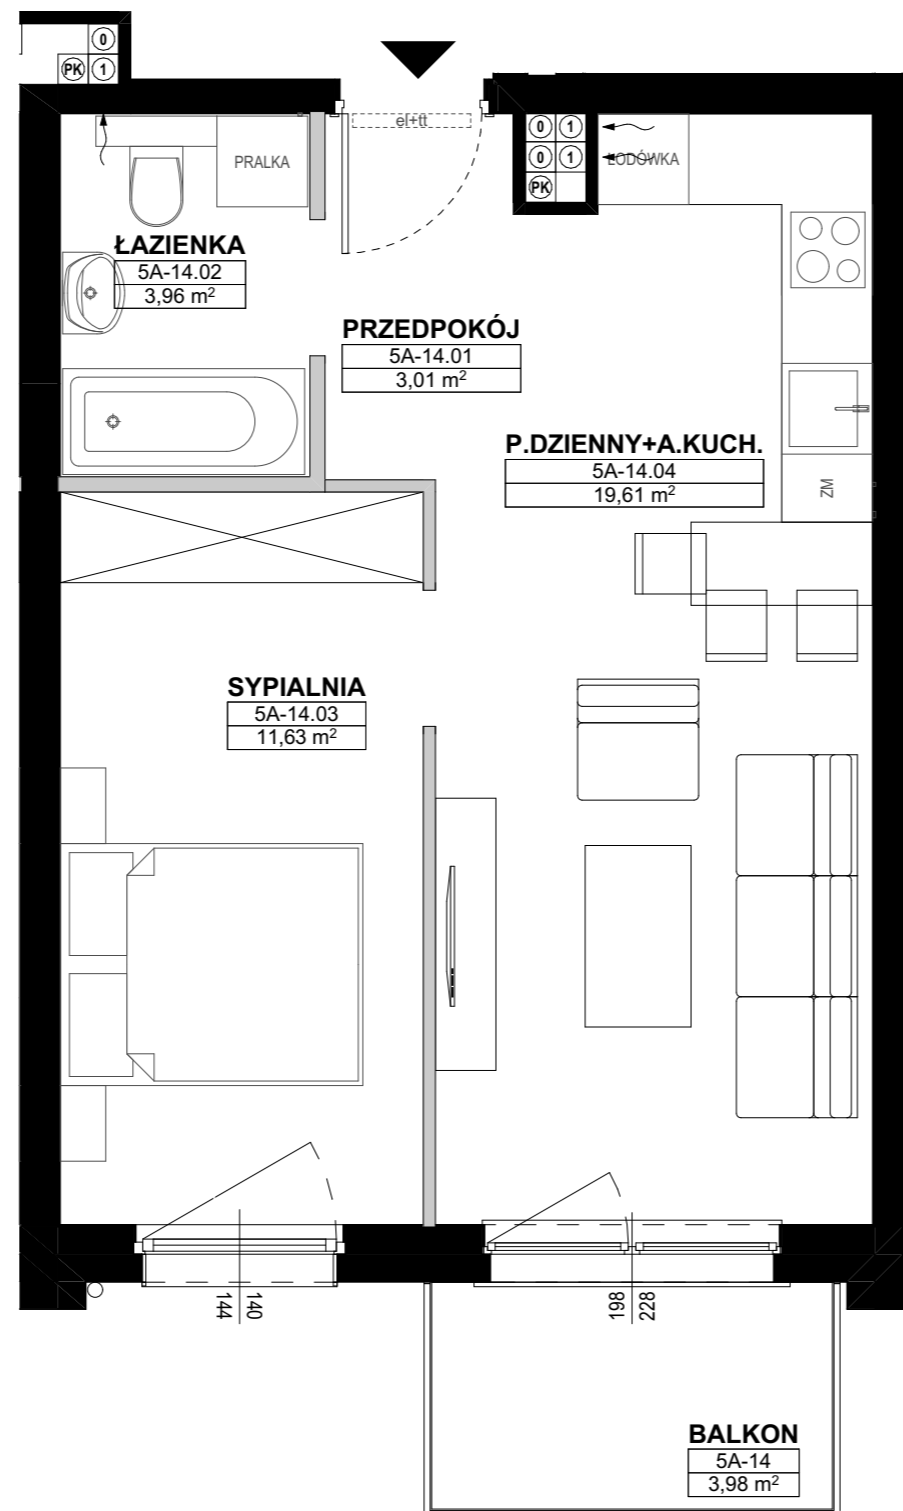 0
PK 1
el+tt
0 1
0 1
PK
LODÓWKA
PRALKA
ŁAZIENKA
5A-14.02
3,96 m²
PRZEDPOKÓJ
5A-14.01
3,01 m²
P.DZIENNY+A.KUCH.
5A-14.04
19,61 m²
ZM
SYPIALNIA
5A-14.03
11,63 m²
140
144
228
198
BALKON
5A-14
3,98 m²